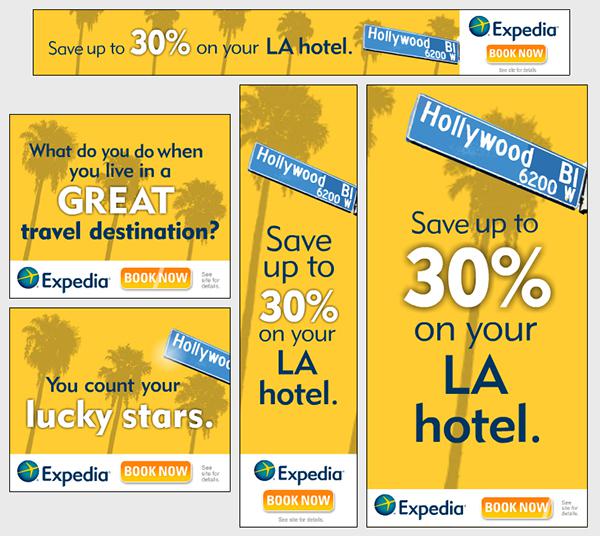 Save up to 30% on your LA hotel.
Hollywood Bl
6200 W
Expedia
BOOK NOW
See site for details.
What do you do when
you live in a
GREAT
travel destination?
Expedia
BOOK NOW
See
site for
details.
You count your
lucky stars.
Hollywoo
Expedia
BOOK NOW
See
site for
details.
Hollywood Bl
6200 W
Save
up to
30%
on your
LA
hotel.
Expedia
BOOK NOW
See site for details.
Hollywood Bl
6200 W
Save up to
30%
on your
LA
hotel.
Expedia
BOOK NOW
See
site for
details.